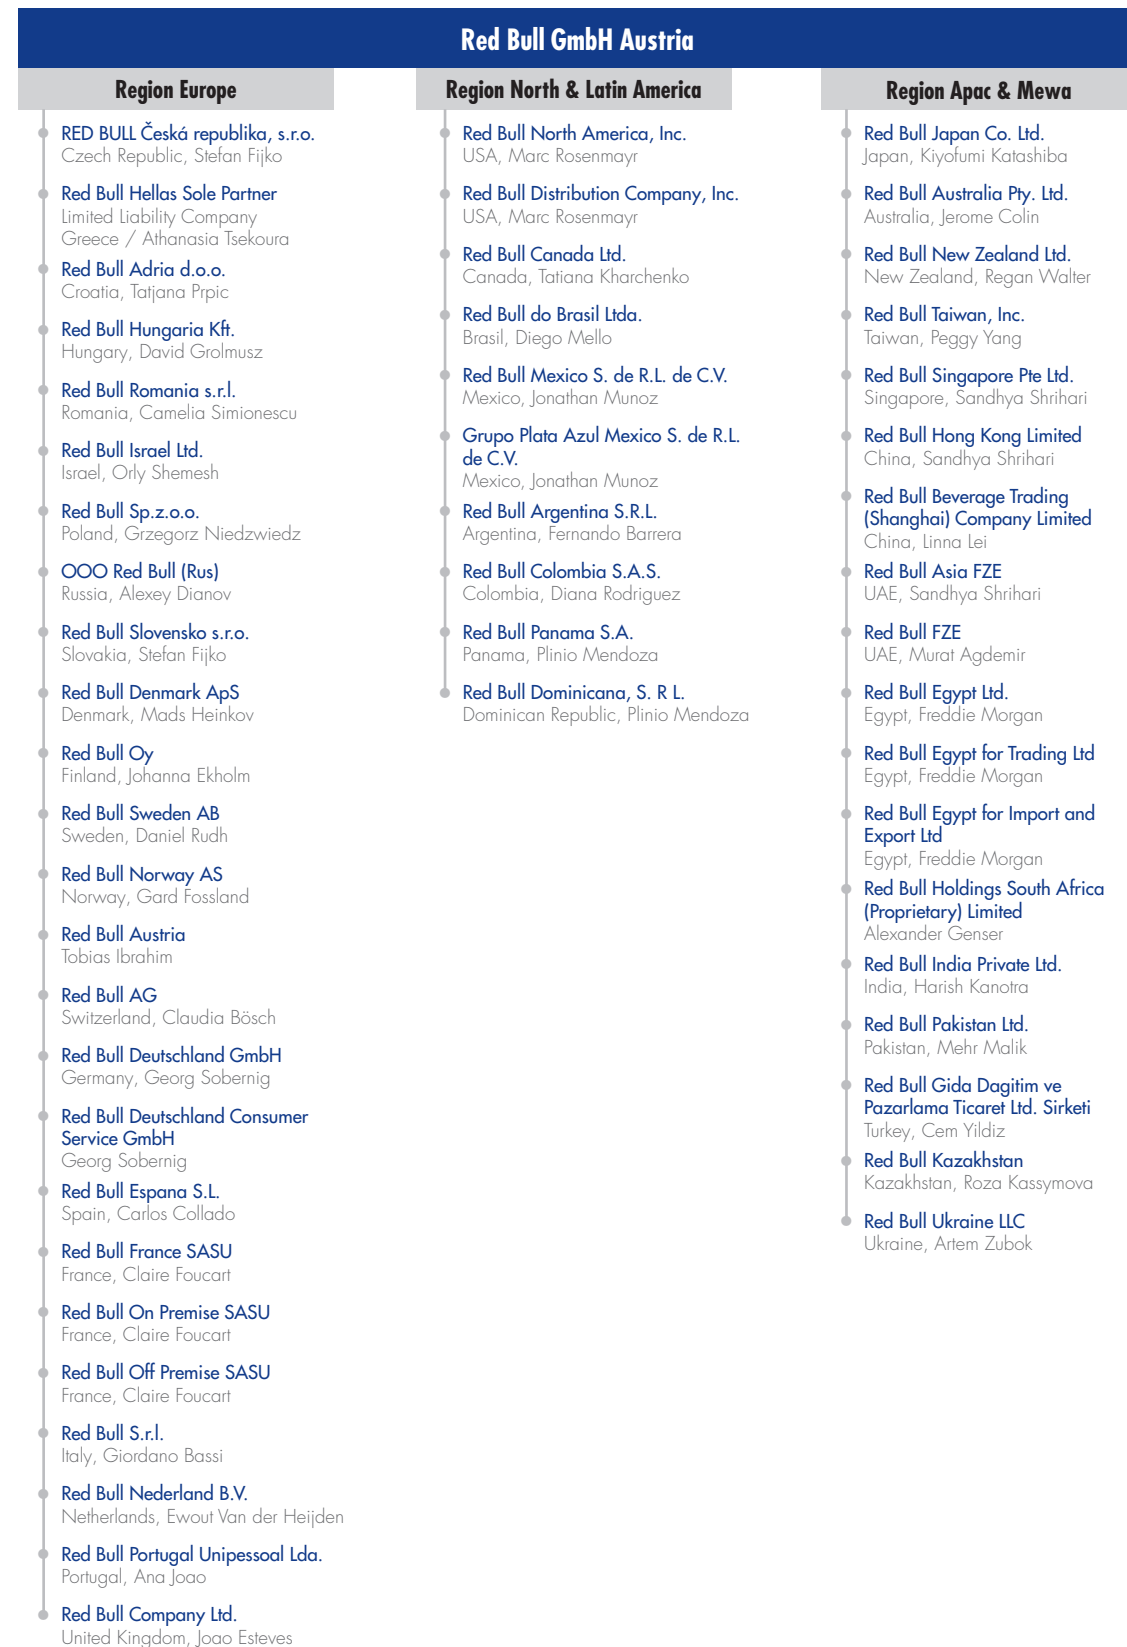 Red Bull GmbH Austria
Region Europe
RED BULL Česká republika, s.r.o.
Czech Republic, Stefan Fijko
Red Bull Hellas Sole Partner
Limited Liability Company
Greece / Athanasia Tsekoura
Red Bull Adria d.o.o.
Croatia, Tatjana Prpic
Red Bull Hungaria Kft.
Hungary, David Grolmusz
Red Bull Romania s.r.l.
Romania, Camelia Simionescu
Red Bull Israel Ltd.
Israel, Orly Shemesh
Red Bull Sp.z.o.o.
Poland, Grzegorz Niedzwiedz
OOO Red Bull (Rus)
Russia, Alexey Dianov
Red Bull Slovensko s.r.o.
Slovakia, Stefan Fijko
Red Bull Denmark ApS
Denmark, Mads Heinkov
Red Bull Oy
Finland, Johanna Ekholm
Red Bull Sweden AB
Sweden, Daniel Rudh
Red Bull Norway AS
Norway, Gard Fossland
Red Bull Austria
Tobias Ibrahim
Red Bull AG
Switzerland, Claudia Bösch
Red Bull Deutschland GmbH
Germany, Georg Sobernig
Red Bull Deutschland Consumer
Service GmbH
Georg Sobernig
Red Bull Espana S.L.
Spain, Carlos Collado
Red Bull France SASU
France, Claire Foucart
Red Bull On Premise SASU
France, Claire Foucart
Red Bull Off Premise SASU
France, Claire Foucart
Red Bull S.r.l.
Italy, Giordano Bassi
Red Bull Nederland B.V.
Netherlands, Ewout Van der Heijden
Red Bull Portugal Unipessoal Lda.
Portugal, Ana Joao
Red Bull Company Ltd.
United Kingdom, Joao Esteves
Region North & Latin America
Red Bull North America, Inc.
USA, Marc Rosenmayr
Red Bull Distribution Company, Inc.
USA, Marc Rosenmayr
Red Bull Canada Ltd.
Canada, Tatiana Kharchenko
Red Bull do Brasil Ltda.
Brasil, Diego Mello
Red Bull Mexico S. de R.L. de C.V.
Mexico, Jonathan Munoz
Grupo Plata Azul Mexico S. de R.L.
de C.V.
Mexico, Jonathan Munoz
Red Bull Argentina S.R.L.
Argentina, Fernando Barrera
Red Bull Colombia S.A.S.
Colombia, Diana Rodriguez
Red Bull Panama S.A.
Panama, Plinio Mendoza
Red Bull Dominicana, S. R L.
Dominican Republic, Plinio Mendoza
Region Apac & Mewa
Red Bull Japan Co. Ltd.
Japan, Kiyofumi Katashiba
Red Bull Australia Pty. Ltd.
Australia, Jerome Colin
Red Bull New Zealand Ltd.
New Zealand, Regan Walter
Red Bull Taiwan, Inc.
Taiwan, Peggy Yang
Red Bull Singapore Pte Ltd.
Singapore, Sandhya Shrihari
Red Bull Hong Kong Limited
China, Sandhya Shrihari
Red Bull Beverage Trading
(Shanghai) Company Limited
China, Linna Lei
Red Bull Asia FZE
UAE, Sandhya Shrihari
Red Bull FZE
UAE, Murat Agdemir
Red Bull Egypt Ltd.
Egypt, Freddie Morgan
Red Bull Egypt for Trading Ltd
Egypt, Freddie Morgan
Red Bull Egypt for Import and
Export Ltd
Egypt, Freddie Morgan
Red Bull Holdings South Africa
(Proprietary) Limited
Alexander Genser
Red Bull India Private Ltd.
India, Harish Kanotra
Red Bull Pakistan Ltd.
Pakistan, Mehr Malik
Red Bull Gida Dagitim ve
Pazarlama Ticaret Ltd. Sirketi
Turkey, Cem Yildiz
Red Bull Kazakhstan
Kazakhstan, Roza Kassymova
Red Bull Ukraine LLC
Ukraine, Artem Zubok